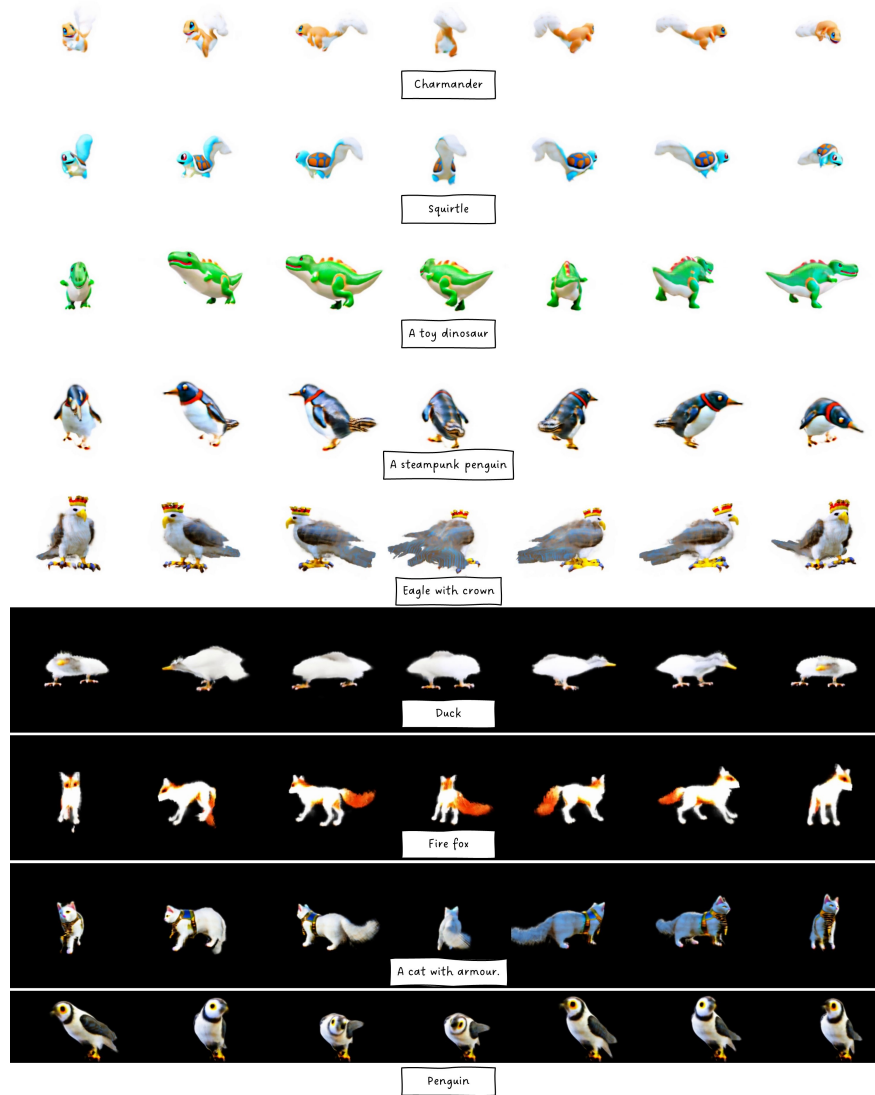 Charmander
Squirtle
A toy dinosaur
A steampunk penguin
Eagle with crown
Duck
Fire fox
A cat with armour.
Penguin